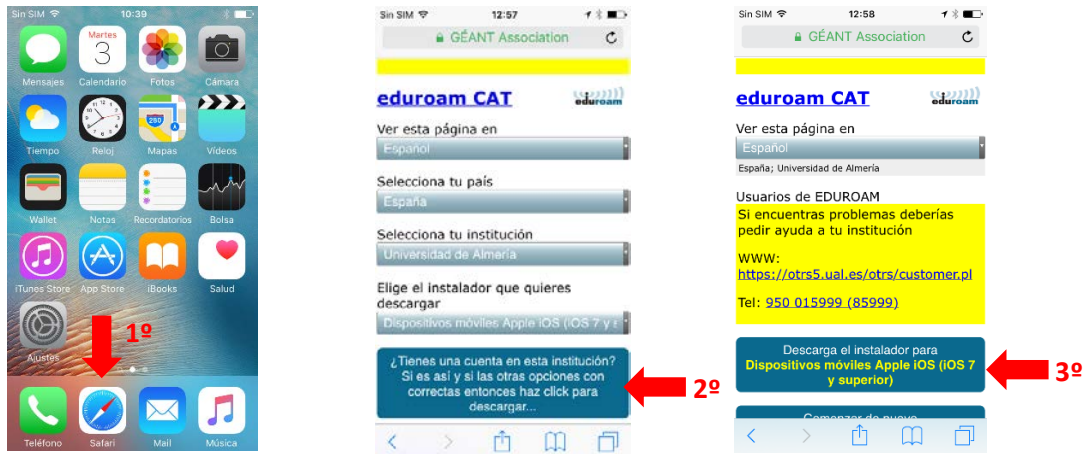 Sin SIM 10:39
Martes
3
Mensajes Calendario Fotos Cámara
280
Tiempo Reloj Mapas Vídeos
Wallet Notas Recordatorios Bolsa
iTunes Store App Store iBooks Salud
Ajustes
1º
Teléfono Safari Mail Música
Sin SIM 12:57
GÉANT Association
eduroam CAT
eduroam
Ver esta página en
Español
Selecciona tu país
España
Selecciona tu institución
Universidad de Almería
Elige el instalador que quieres
descargar
Dispositivos móviles Apple iOS (iOS 7 y s
¿Tienes una cuenta en esta institución?
Si es así y si las otras opciones con
correctas entonces haz click para
descargar...
2º
Sin SIM 12:58
GÉANT Association
eduroam CAT
eduroam
Ver esta página en
Español
España; Universidad de Almería
Usuarios de EDUROAM
Si encuentras problemas deberías
pedir ayuda a tu institución
WWW:
https://otrs5.ual.es/otrs/customer.pl
Tel: 950 015999 (85999)
Descarga el instalador para
Dispositivos móviles Apple iOS (iOS 7
y superior)
3º
Comenzar de nuevo